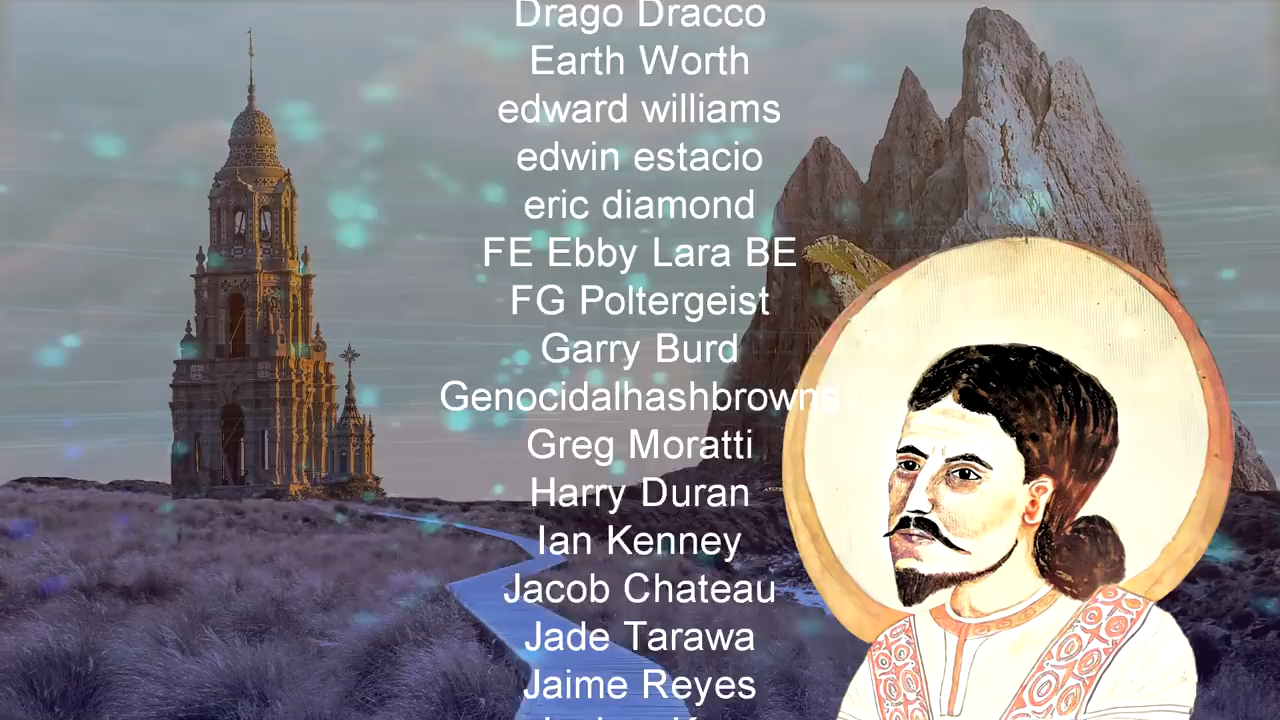 Drago Dracco
Earth Worth
edward williams
edwin estacio
eric diamond
FE Ebby Lara BE
FG Poltergeist
Garry Burd
Genocidalhashbrowns
Greg Moratti
Harry Duran
Ian Kenney
Jacob Chateau
Jade Tarawa
Jaime Reyes